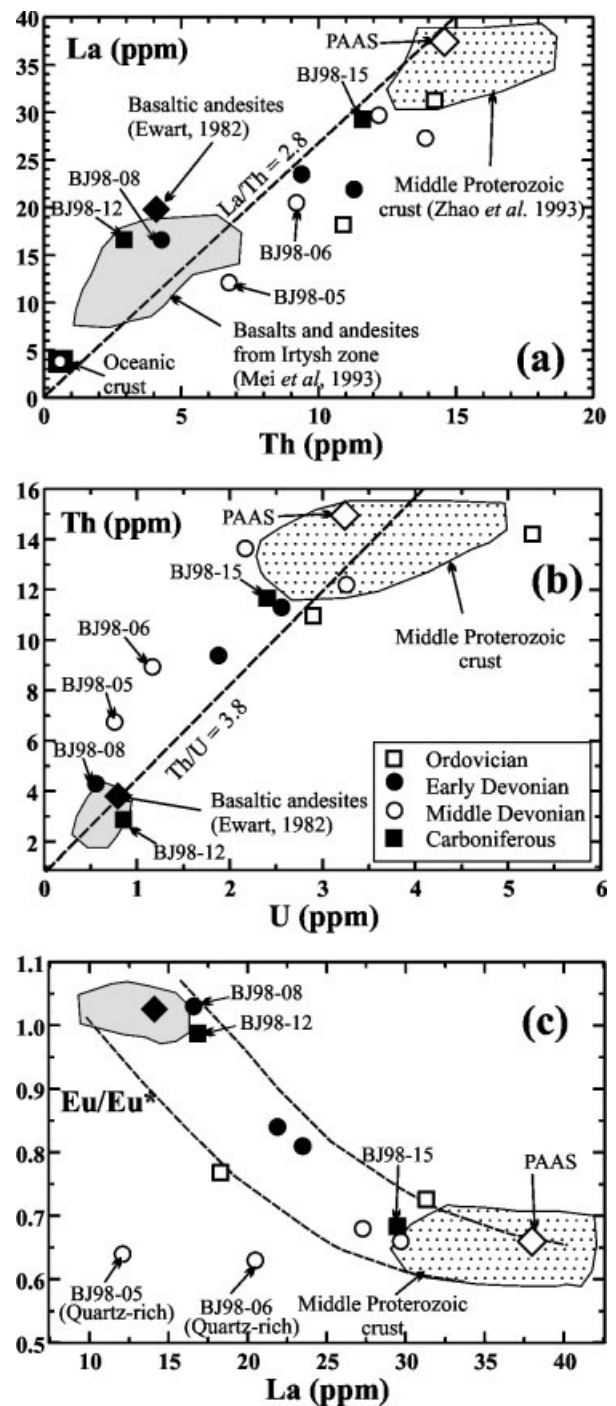 La (ppm)
PAAS
BJ98-15
Basaltic andesites
(Ewart, 1982)
BJ98-08
BJ98-12
La/Th = 2.8
Middle Proterozoic
crust (Zhao et al. 1993)
BJ98-06
BJ98-05
Basalts and andesites
from Irtysh zone
(Mei et al, 1993)
Oceanic
crust
(a)
40
35
30
25
20
15
10
5
0
0 5 10 15 20
Th (ppm)
Th (ppm)
PAAS
(b)
BJ98-15
BJ98-06
Middle Proterozoic
crust
BJ98-05
BJ98-08
Th/U = 3.8
Basaltic andesites
(Ewart, 1982)
BJ98-12
Ordovician
Early Devonian
Middle Devonian
Carboniferous
16
14
12
10
8
6
4
2
0 1 2 3 4 5 6
U (ppm)
BJ98-08
BJ98-12
(c)
Eu/Eu*
BJ98-15
PAAS
BJ98-05
(Quartz-rich)
BJ98-06
(Quartz-rich)
Middle Proterozoic
crust
1.1
1.0
0.9
0.8
0.7
0.6
0.5
10 15 20 25 30 35 40
La (ppm)